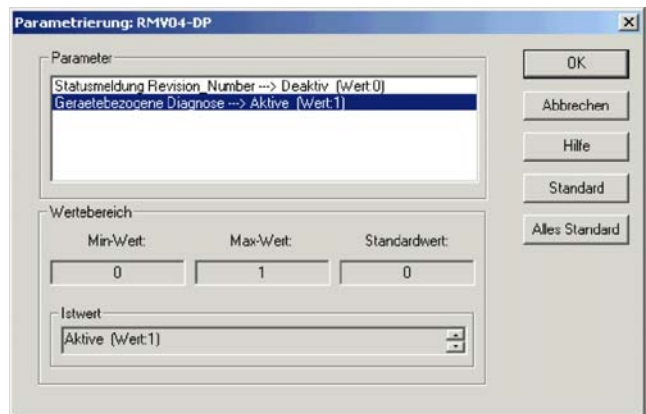 Parametrierung: RMV04-DP
Parameter
Statusmeldung Revision_Number ---> Deaktiv (Wert:0)
Geraetebezogene Diagnose ---> Aktive (Wert:1)
OK
Abbrechen
Hilfe
Standard
Alles Standard
Wertebereich
Min-Wert: Max-Wert: Standardwert:
0 1 0
Istwert
Aktive (Wert:1)